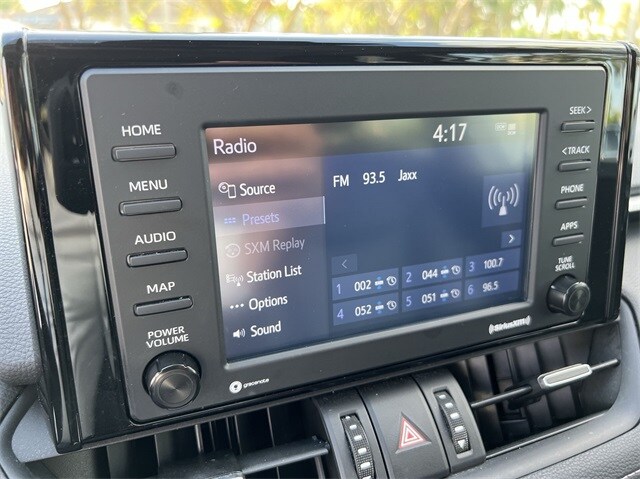 HOME
MENU
AUDIO
MAP
POWER
VOLUME
Radio
4:17
Source
Presets
SXM Replay
Station List
Options
Sound
FM 93.5 Jaxx
1 002
2 044
3 100.7
4 052
5 051
6 96.5
SEEK>
<TRACK
PHONE
APPS
TUNE
SCROLL
((SiriusXM))
gracenote